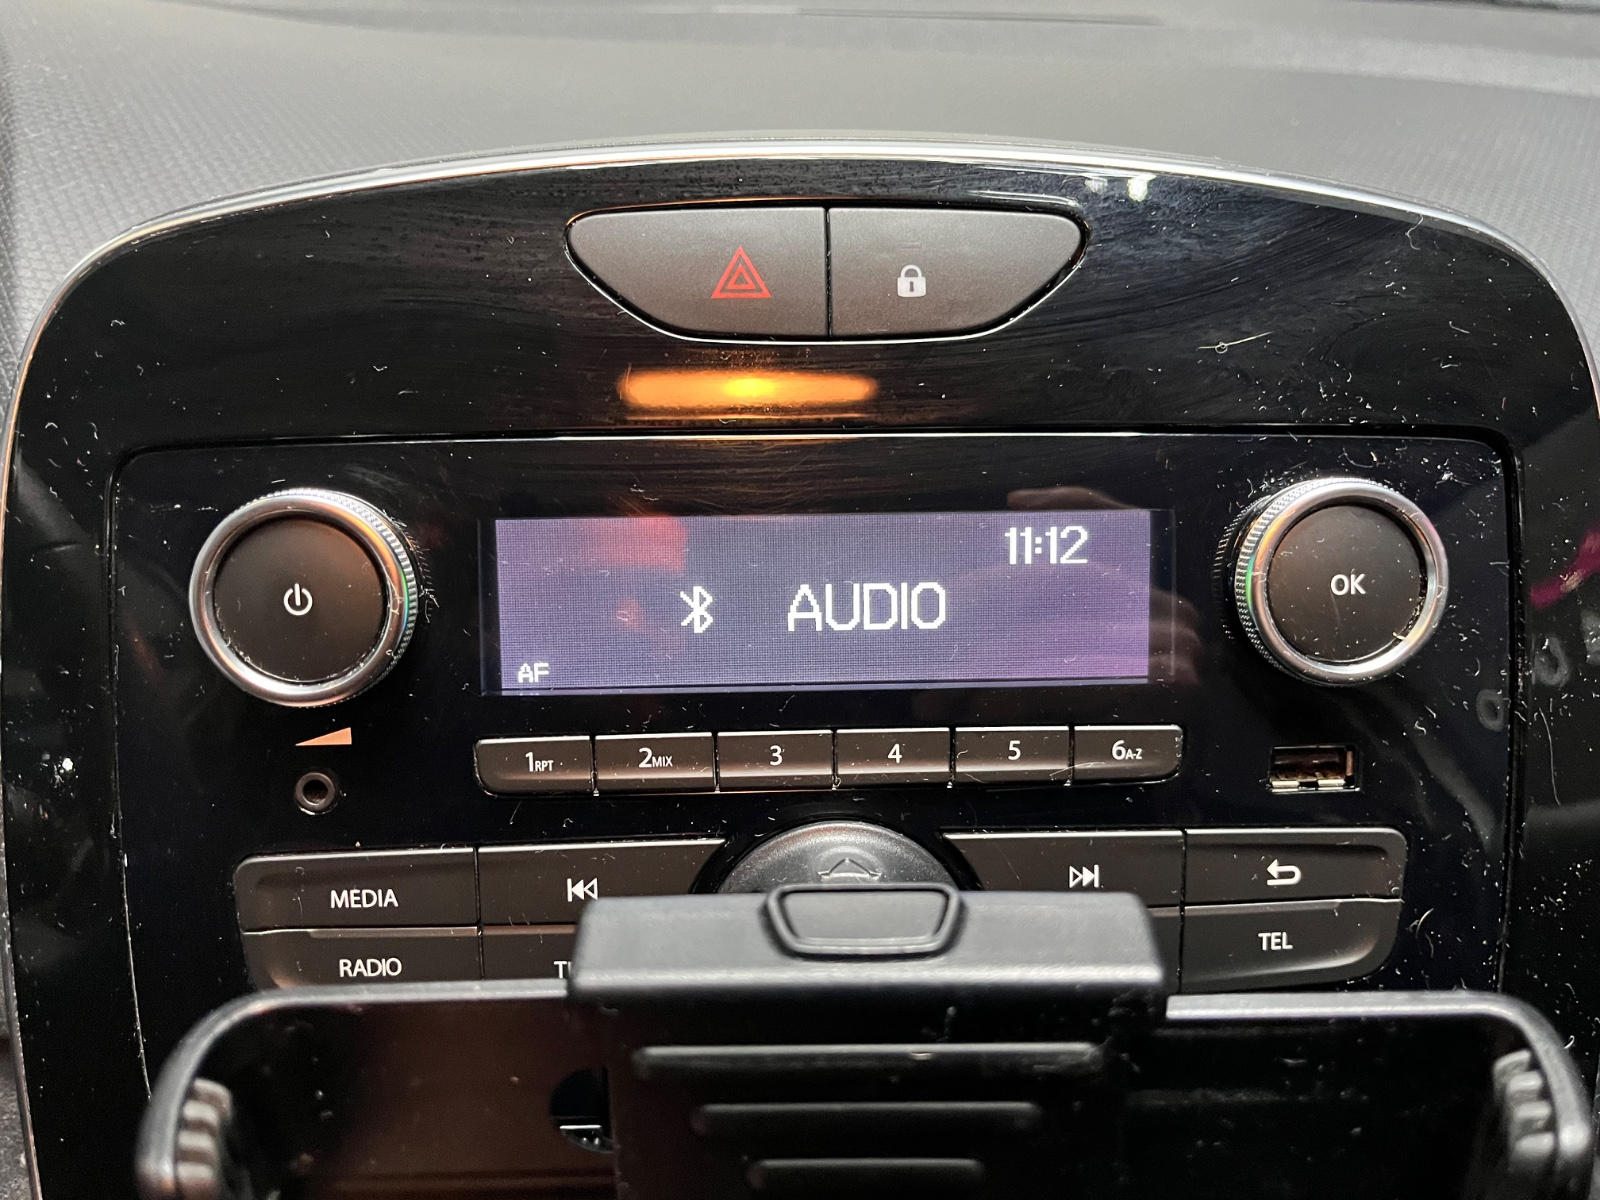 11:12
AUDIO
AF
OK
1RPT 2MIX 3 4 5 6A-Z
MEDIA
RADIO
TEL